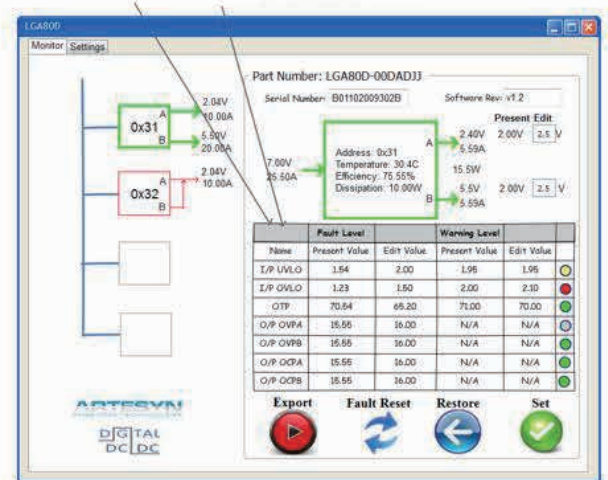 LGA80D
Monitor Settings
Part Number: LGA80D-00DADJJ
Serial Number: B01102009302B Software Rev: v1.2
Present Edit
0x31
A
B
2.04V
10.00A
5.50V
20.00A
0x32
A
B
2.04V
10.00A
7.00V
25.50A
Address: 0x31
Temperature: 30.4C
Efficiency: 75.55%
Dissipation: 10.00W
A
B
2.40V 2.00V 2.5 V
5.59A
15.5W
5.5V 2.00V 2.5 V
5.59A
Fault Level Warning Level
Name Present Value Edit Value Present Value Edit Value
I/P UVLO 1.54 2.00 1.95 1.95
I/P OVLO 1.23 1.50 2.00 2.10
OTP 70.54 65.20 71.00 70.00
O/P OVPA 15.55 16.00 N/A N/A
O/P OVPB 15.55 16.00 N/A N/A
O/P OCPA 15.55 16.00 N/A N/A
O/P OCPB 15.55 16.00 N/A N/A
Export Fault Reset Restore Set
ARTESYN
DIGITAL
DC DC